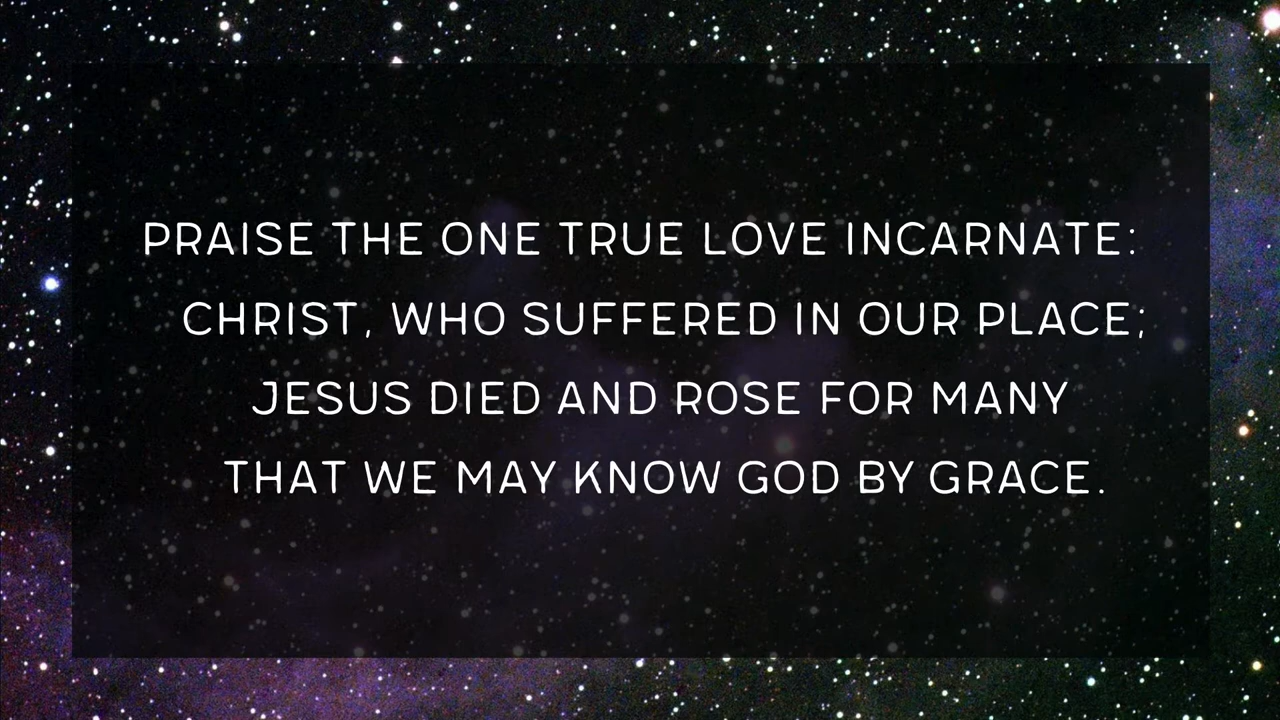 PRAISE THE ONE TRUE LOVE INCARNATE:
CHRIST, WHO SUFFERED IN OUR PLACE;
JESUS DIED AND ROSE FOR MANY
THAT WE MAY KNOW GOD BY GRACE.